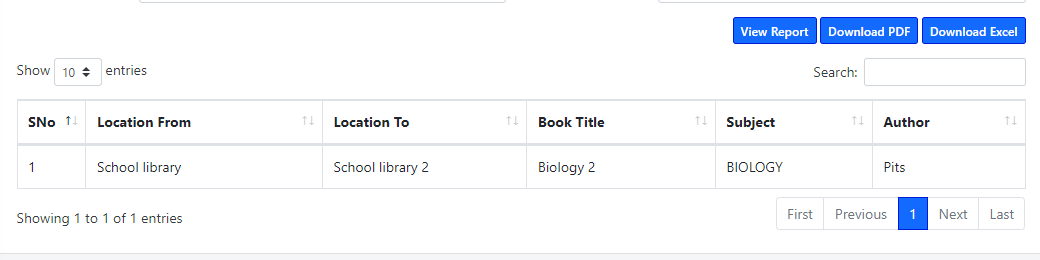 View Report Download PDF Download Excel
Show 10 entries Search:
SNo Location From Location To Book Title Subject Author
1 School library School library 2 Biology 2 BIOLOGY Pits
Showing 1 to 1 of 1 entries First Previous 1 Next Last